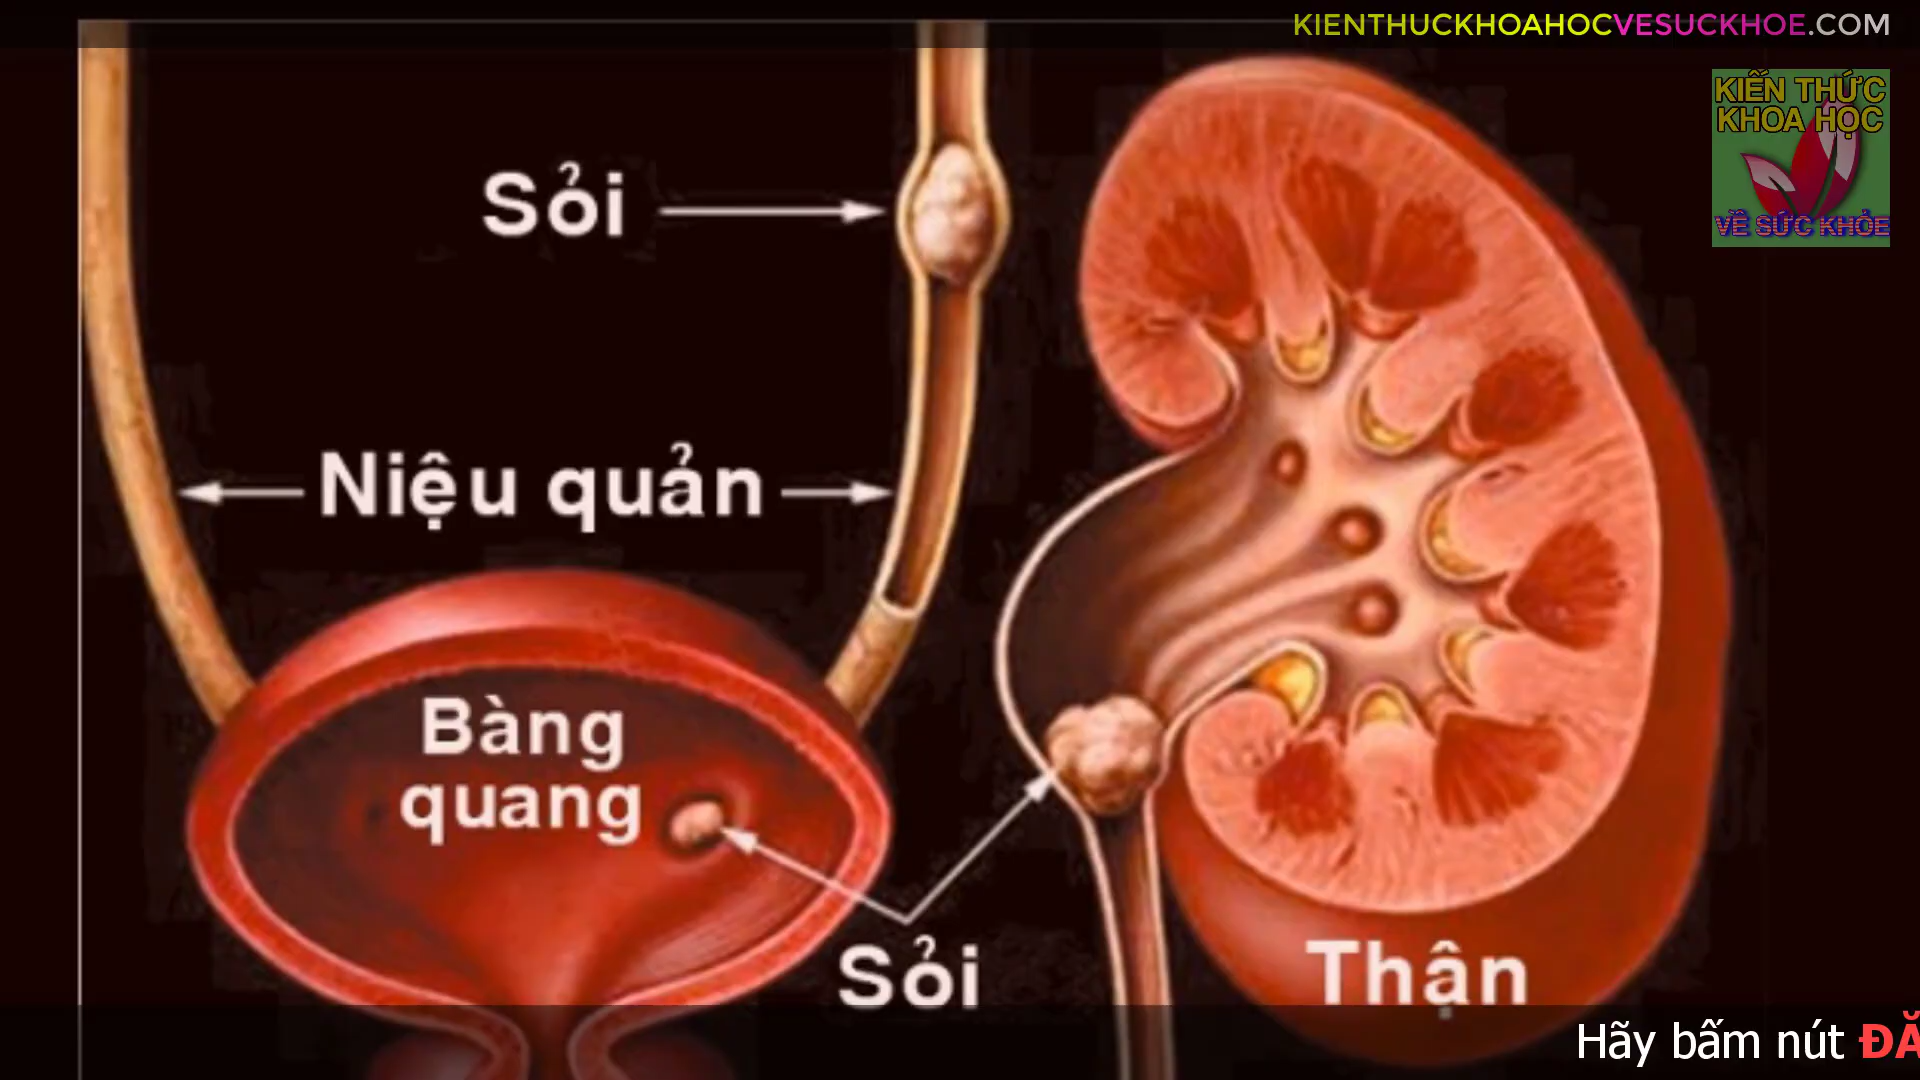 KIENTHUCKHOAHOCVESUCKHOE.COM
KIẾN THỨC
KHOA HỌC
VỀ SỨC KHỎE
Sỏi
Niệu quản
Bàng
quang
Sỏi
Thận
Hãy bấm nút